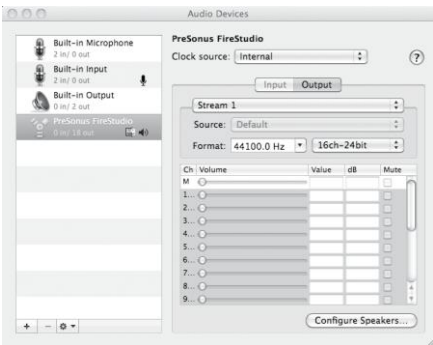 Audio Devices
Built-in Microphone
2 in/ 0 out
Built-in Input
2 in/ 0 out
Built-in Output
0 in/ 2 out
PreSonus FireStudio
0 in/ 18 out
PreSonus FireStudio
Clock source: Internal
?
Input Output
Stream 1
Source: Default
Format: 44100.0 Hz 16ch-24bit
Ch Volume Value dB Mute
M
1...
2...
3...
4...
5...
6...
7...
8...
9...
Configure Speakers...
+ -